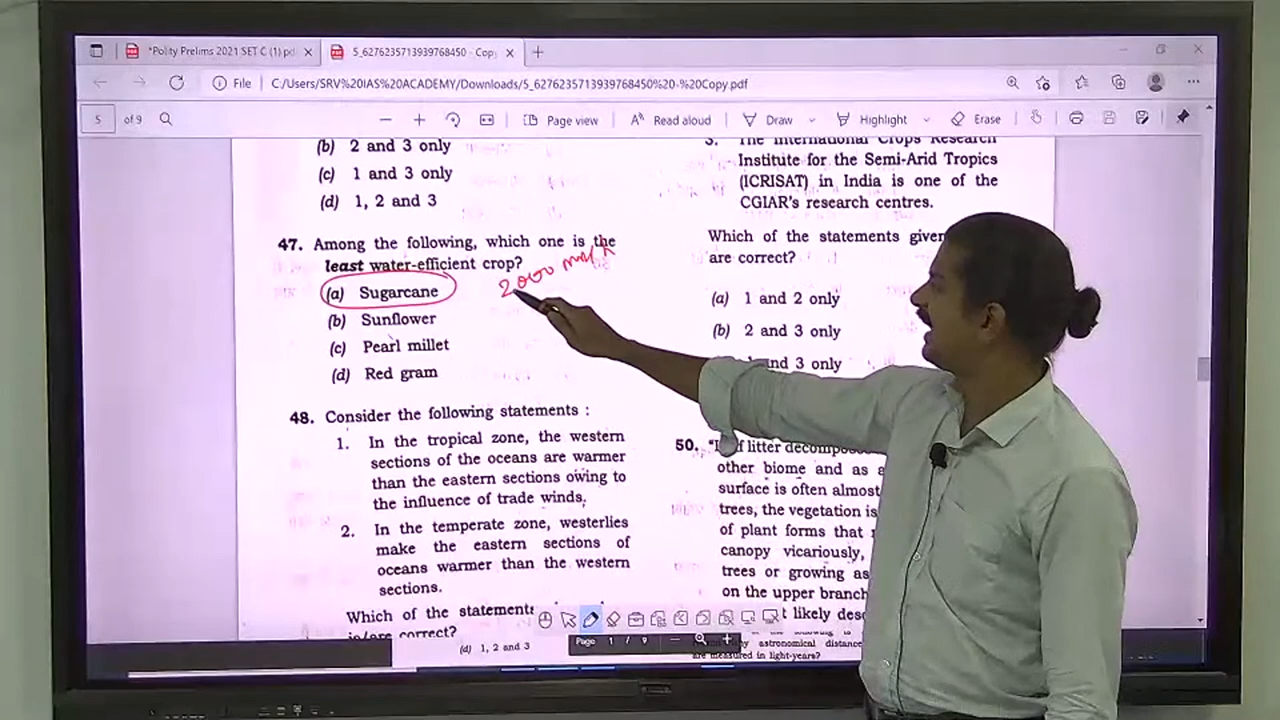 *Polity Prelims 2021 SET C (1).pd
5_6276235713939768450 - Copy
File
C:/Users/SRV%20IAS%20ACADEMY/Downloads/5_6276235713939768450%20-%20Copy.pdf
5 of 9
Page view
Read aloud
Draw
Highlight
Erase
(b) 2 and 3 only
(c) 1 and 3 only
(d) 1, 2 and 3
47. Among the following, which one is the
least water-efficient crop?
(a) Sugarcane
2000
(b) Sunflower
(c) Pearl millet
(d) Red gram
48. Consider the following statements :
1. In the tropical zone, the western
sections of the oceans are warmer
than the eastern sections owing to
the influence of trade winds.
2. In the temperate zone, westerlies
make the eastern sections of
oceans warmer than the western
sections.
Which of the statements
is/are correct?
(d) 1, 2 and 3
3. The International Crops Research
Institute for the Semi-Arid Tropics
(ICRISAT) in India is one of the
CGIAR's research centres.
Which of the statements given
are correct?
(a) 1 and 2 only
(b) 2 and 3 only
and 3 only
50. litter decompos
other biome and as a
surface is often almost
trees, the vegetation is
of plant forms that
canopy vicariously,
trees or growing as
on the upper branch
t likely des
Page 1 / 9
astronomical distance
are measured in light-years?